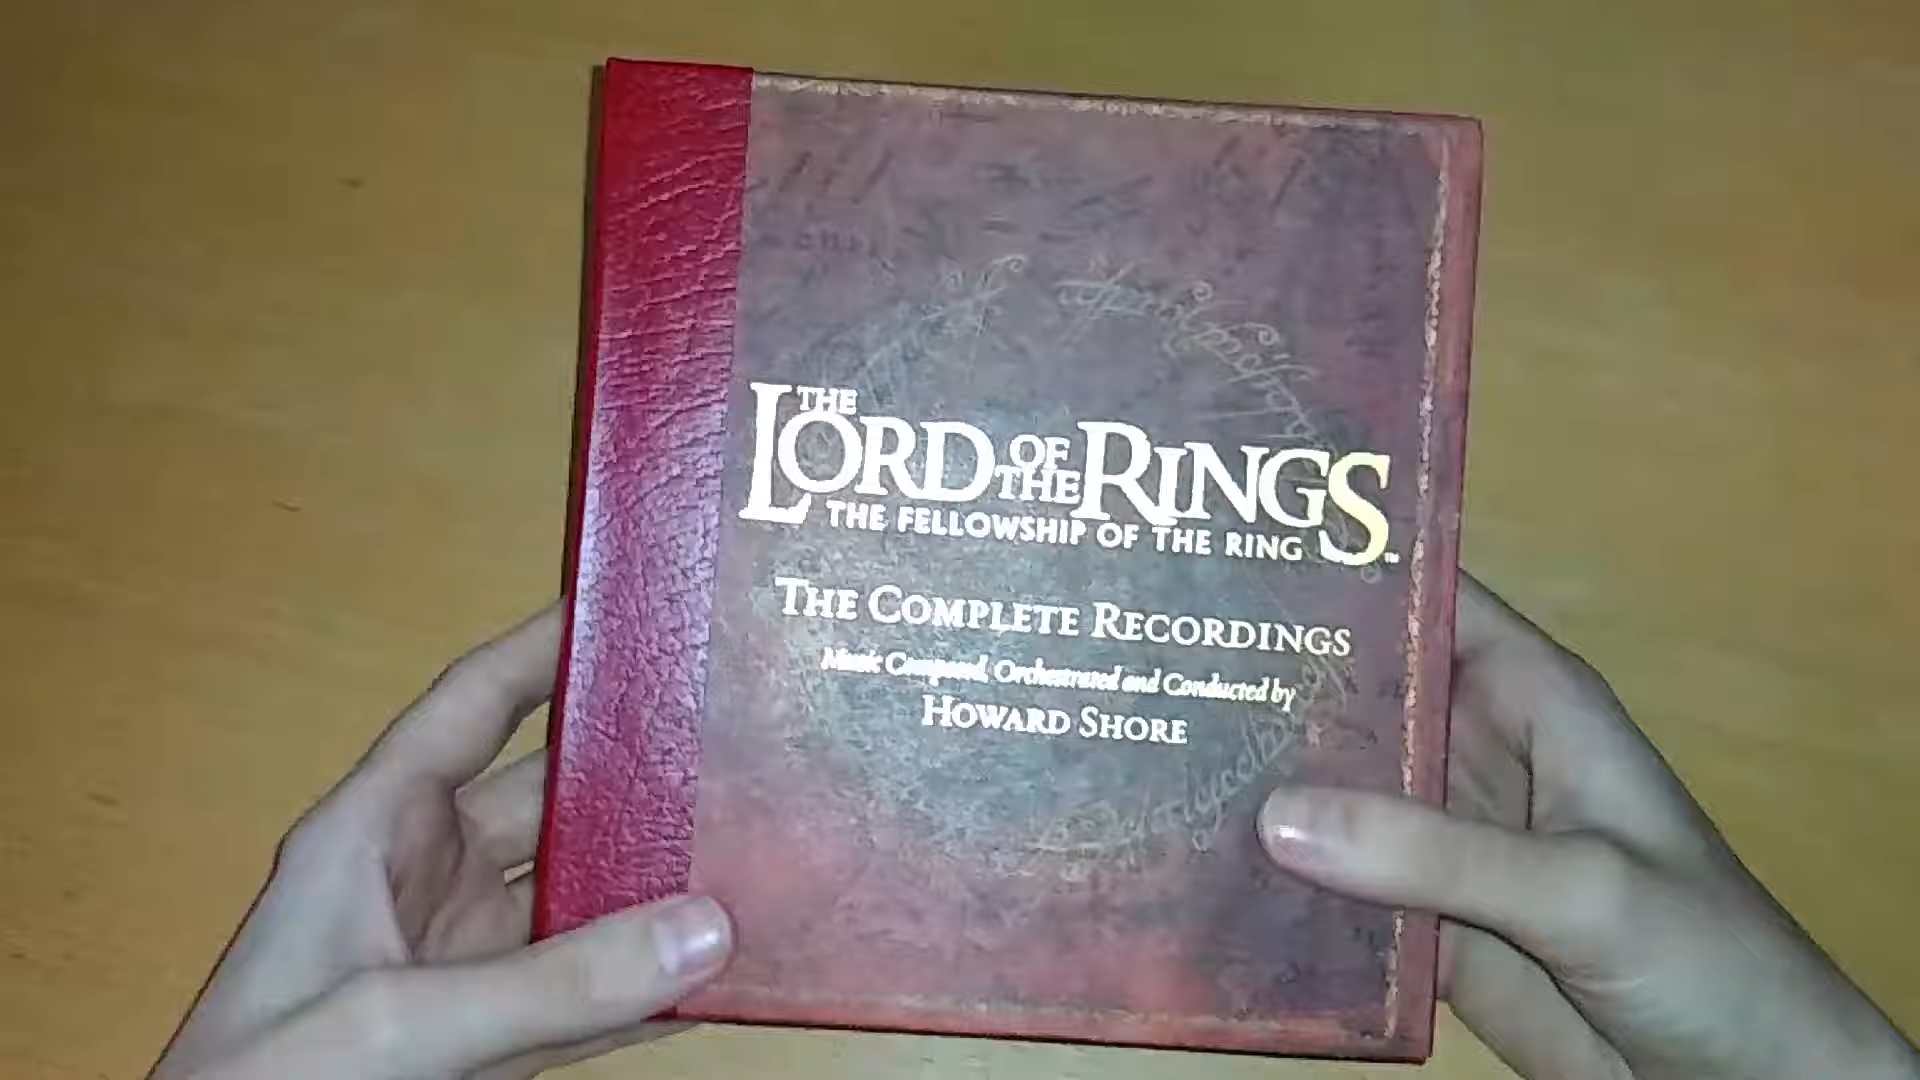 THE LORD OF THE RINGS™
THE FELLOWSHIP OF THE RING
THE COMPLETE RECORDINGS
Music Composed, Orchestrated and Conducted by
HOWARD SHORE